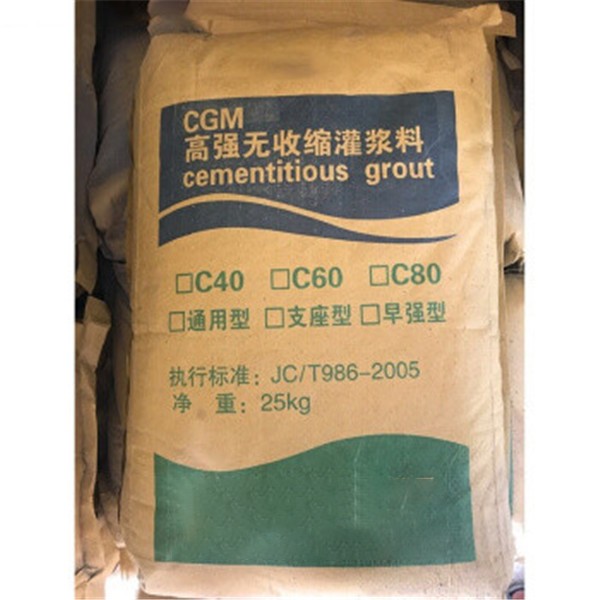 CGM
高强无收缩灌浆料
cementitious grout
□C40 □C60 □C80
□通用型 □支座型 □早强型
执行标准：JC/T986-2005
净 重：25kg